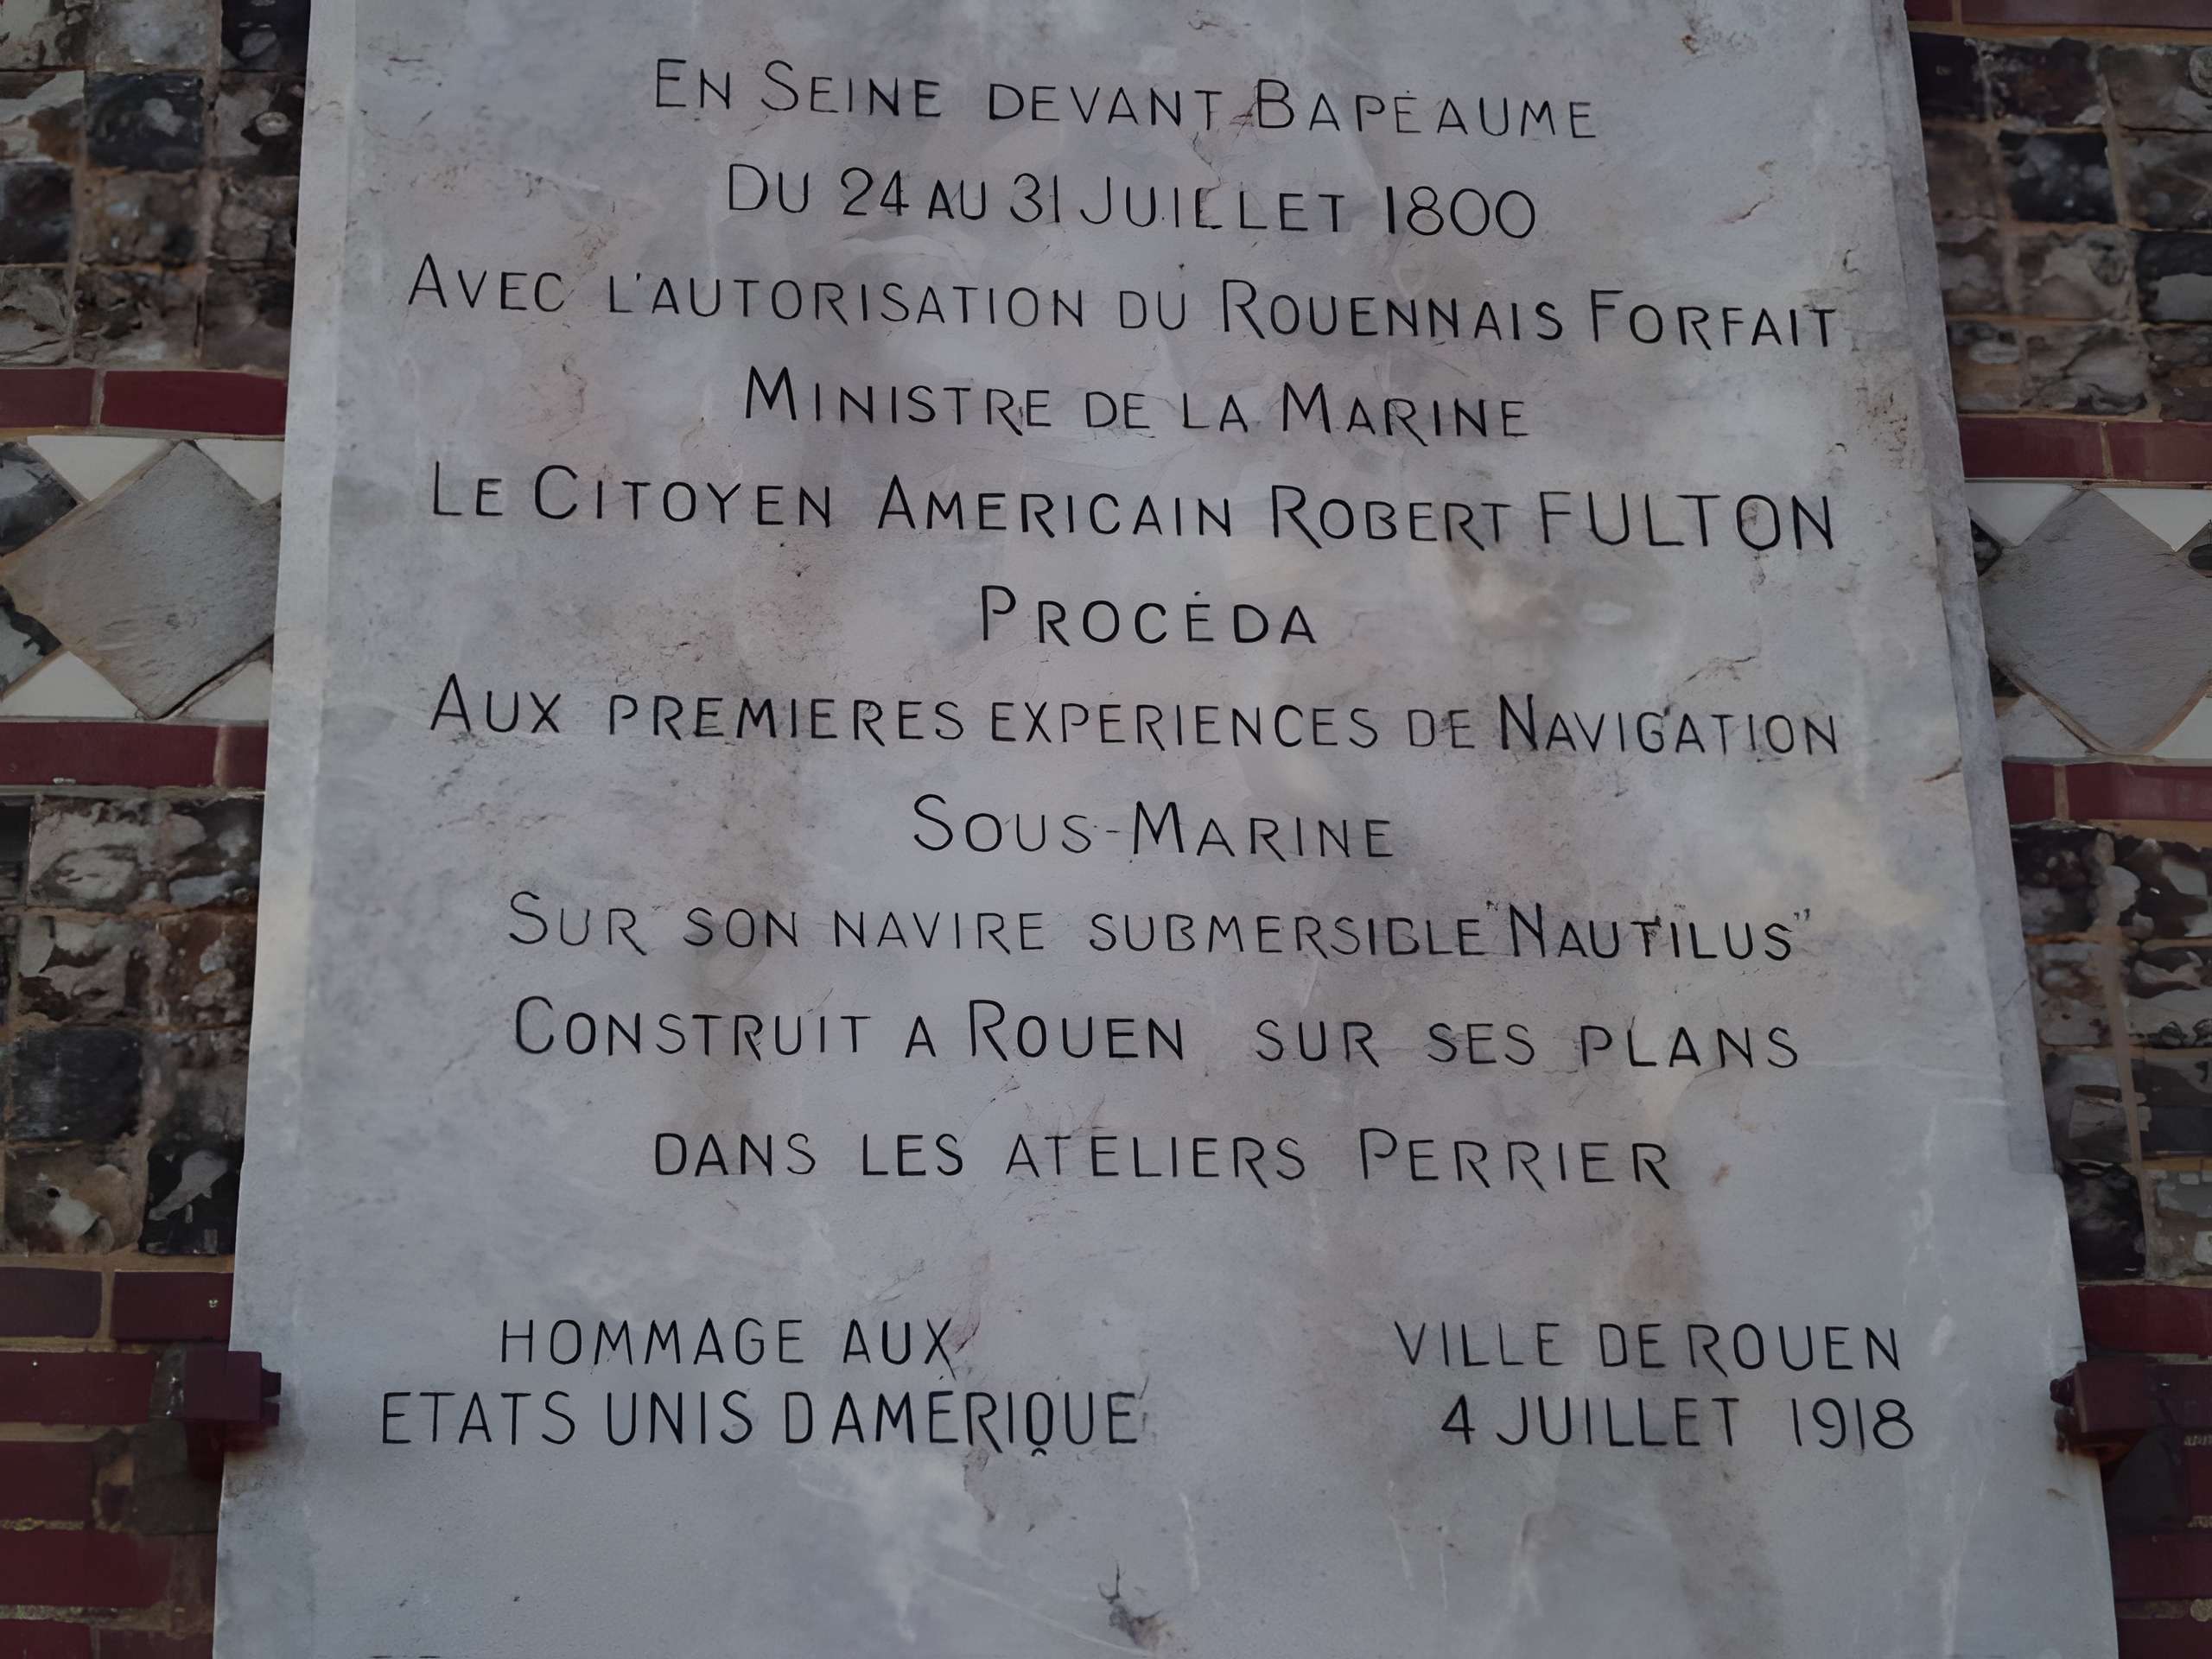 EN SEINE DEVANT BAPEAUME
DU 24 AU 31 JUILLET 1800
AVEC L'AUTORISATION DU ROUENNAIS FORFAIT
MINISTRE DE LA MARINE
LE CITOYEN AMERICAIN ROBERT FULTON
PROCÉDA
AUX PREMIERES EXPERIENCES DE NAVIGATION
SOUS-MARINE
SUR SON NAVIRE SUBMERSIBLE "NAUTILUS"
CONSTRUIT A ROUEN SUR SES PLANS
DANS LES ATELIERS PERRIER
HOMMAGE AUX
ETATS UNIS D AMERIQUE
VILLE DE ROUEN
4 JUILLET 1918